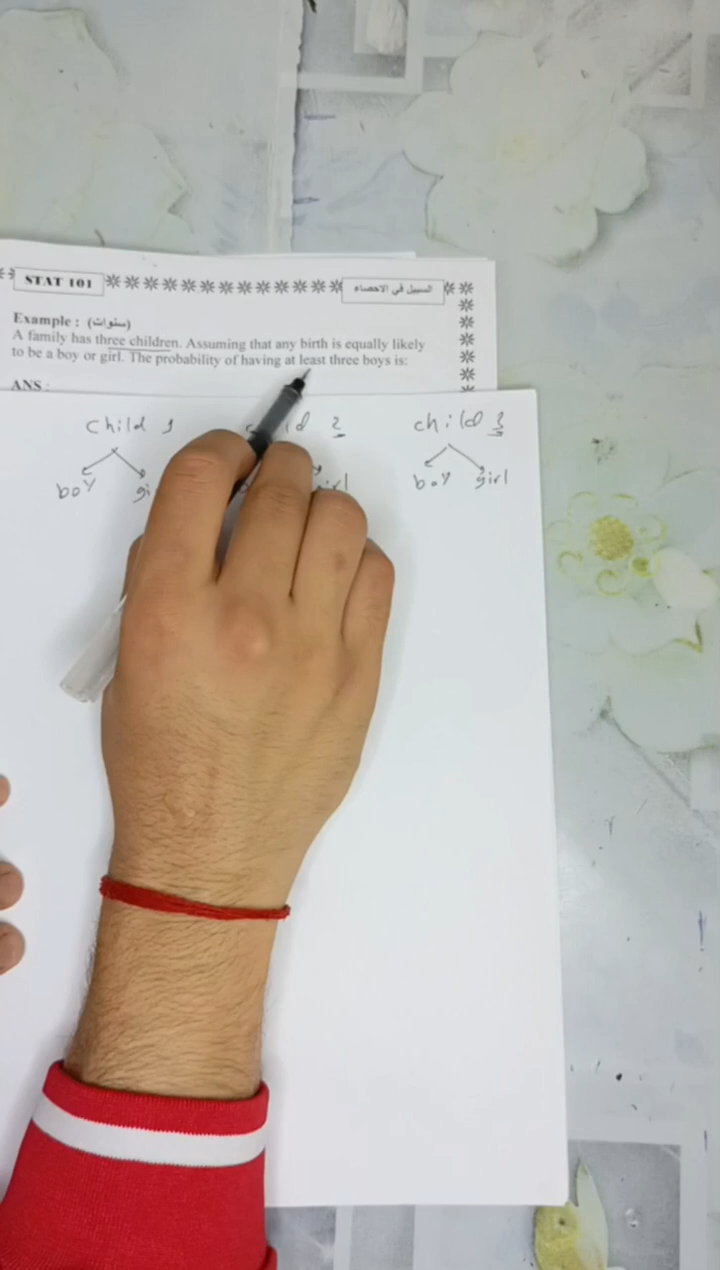 STAT 101
السبيل في الاحصاء
Example : (سنوات)
A family has three children. Assuming that any birth is equally likely
to be a boy or girl. The probability of having at least three boys is:
ANS :
child 1 2 child 3
boy boy girl